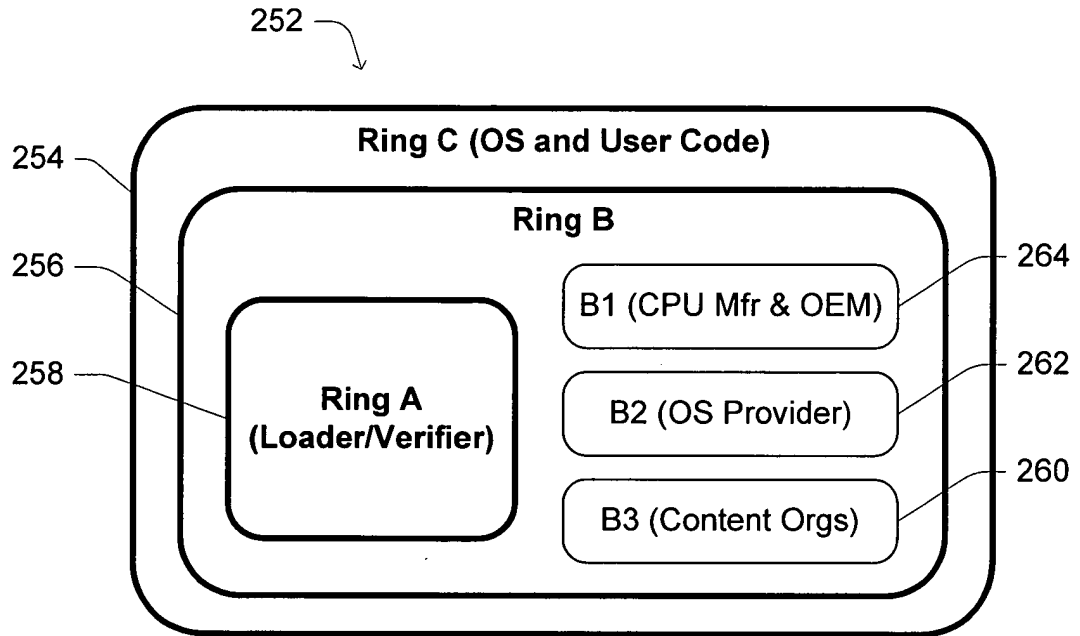 252
Ring C (OS and User Code)
254
Ring B
256
264
B1 (CPU Mfr & OEM)
258
262
Ring A
(Loader/Verifier)
B2 (OS Provider)
260
B3 (Content Orgs)